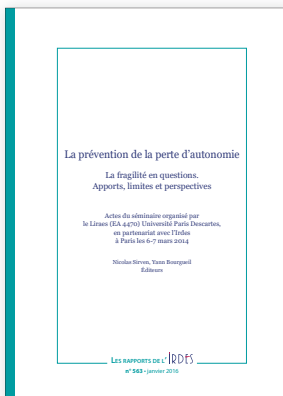 La prévention de la perte d'autonomie
La fragilité en questions.
Apports, limites et perspectives
Actes du séminaire organisé par
le Liraes (EA 4470) Université Paris Descartes,
en partenariat avec l'Irdes
à Paris les 6-7 mars 2014
Nicolas Sirven, Yann Bourgueil
Éditeurs
LES RAPPORTS DE L' IRDES
n° 563 • janvier 2016